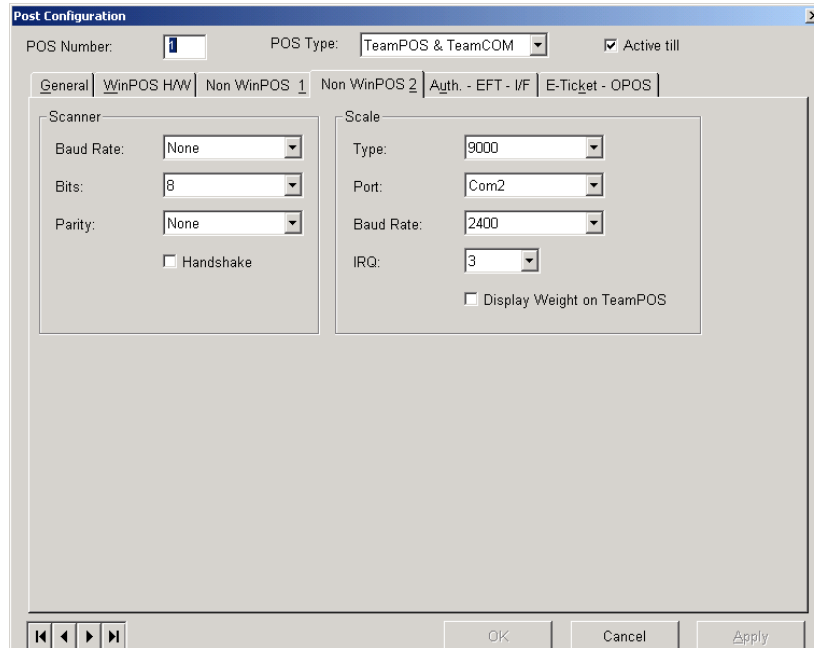 Post Configuration
POS Number: 1 POS Type: TeamPOS & TeamCOM Active till
General WinPOS H/W Non WinPOS 1 Non WinPOS 2 Auth. - EFT - I/F E-Ticket - OPOS
Scanner Scale
Baud Rate: None Type: 9000
Bits: 8 Port: Com2
Parity: None Baud Rate: 2400
Handshake IRQ: 3
Display Weight on TeamPOS
OK Cancel Apply